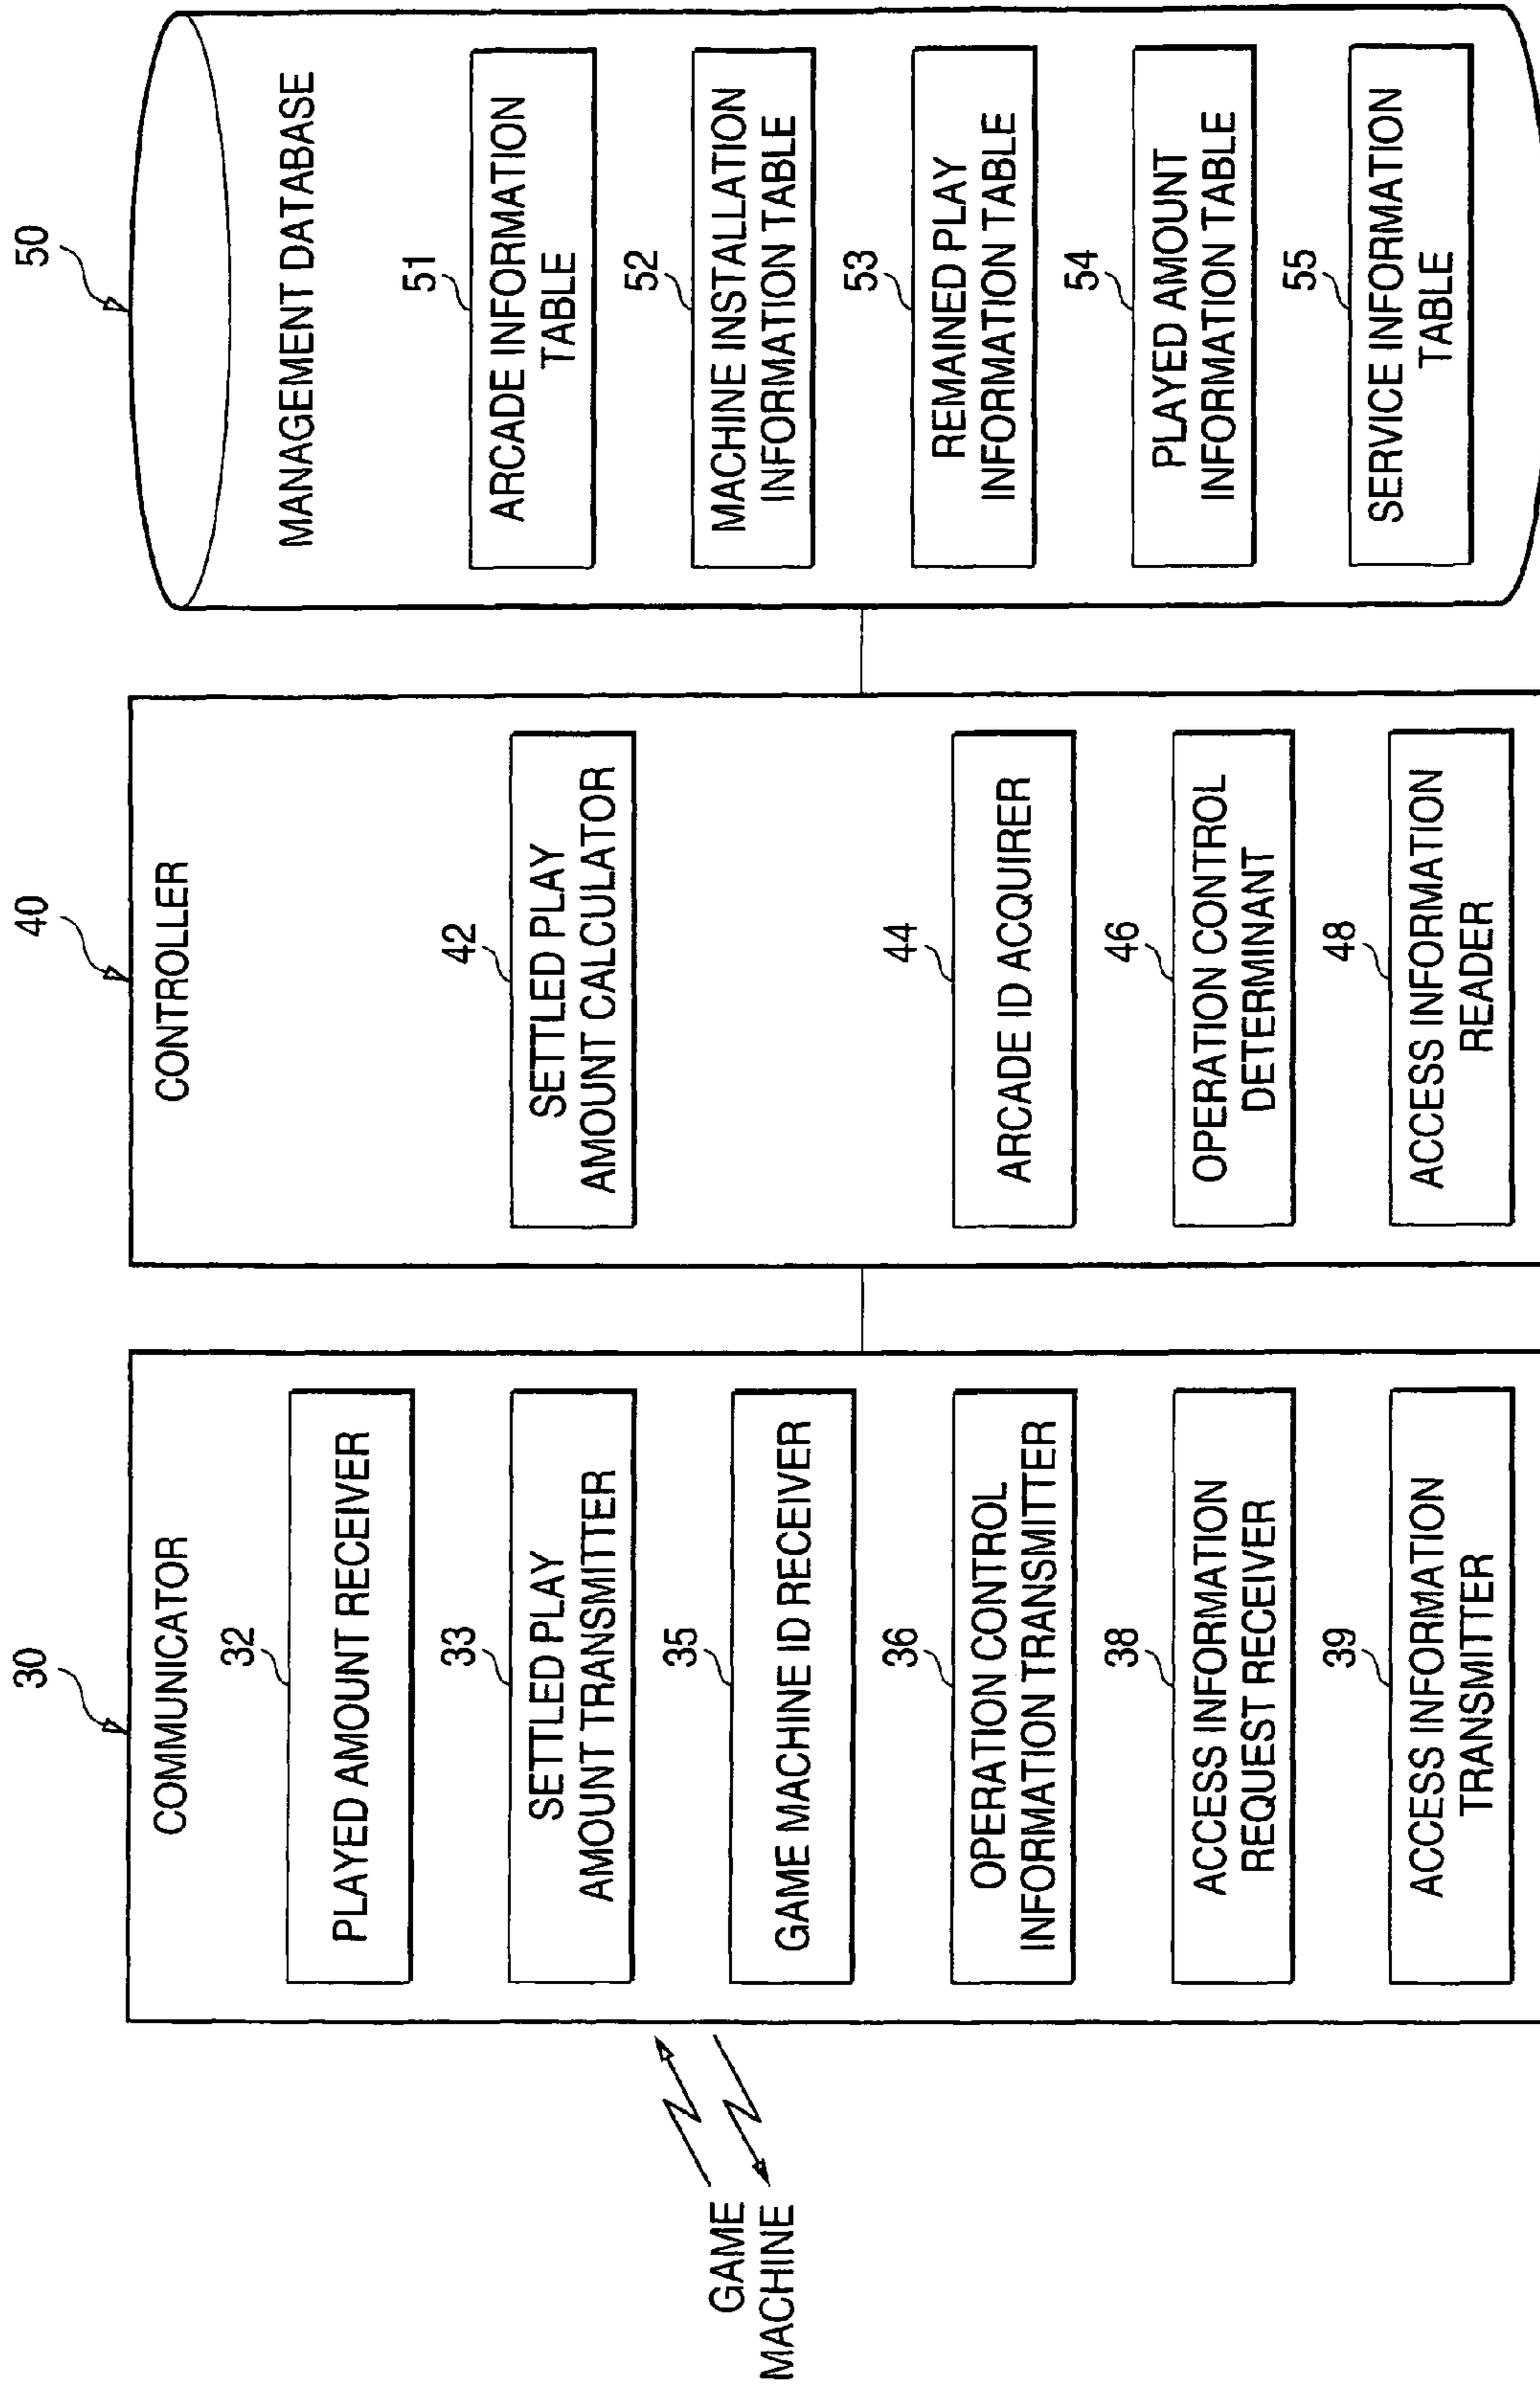 30
COMMUNICATOR
32
PLAYED AMOUNT RECEIVER
33
SETTLED PLAY
AMOUNT TRANSMITTER
35
GAME MACHINE ID RECEIVER
36
OPERATION CONTROL
INFORMATION TRANSMITTER
38
ACCESS INFORMATION
REQUEST RECEIVER
39
ACCESS INFORMATION
TRANSMITTER
GAME
MACHINE
40
CONTROLLER
42
SETTLED PLAY
AMOUNT CALCULATOR
44
ARCADE ID ACQUIRER
46
OPERATION CONTROL
DETERMINANT
48
ACCESS INFORMATION
READER
50
MANAGEMENT DATABASE
51
ARCADE INFORMATION
TABLE
52
MACHINE INSTALLATION
INFORMATION TABLE
53
REMAINED PLAY
INFORMATION TABLE
54
PLAYED AMOUNT
INFORMATION TABLE
55
SERVICE INFORMATION
TABLE